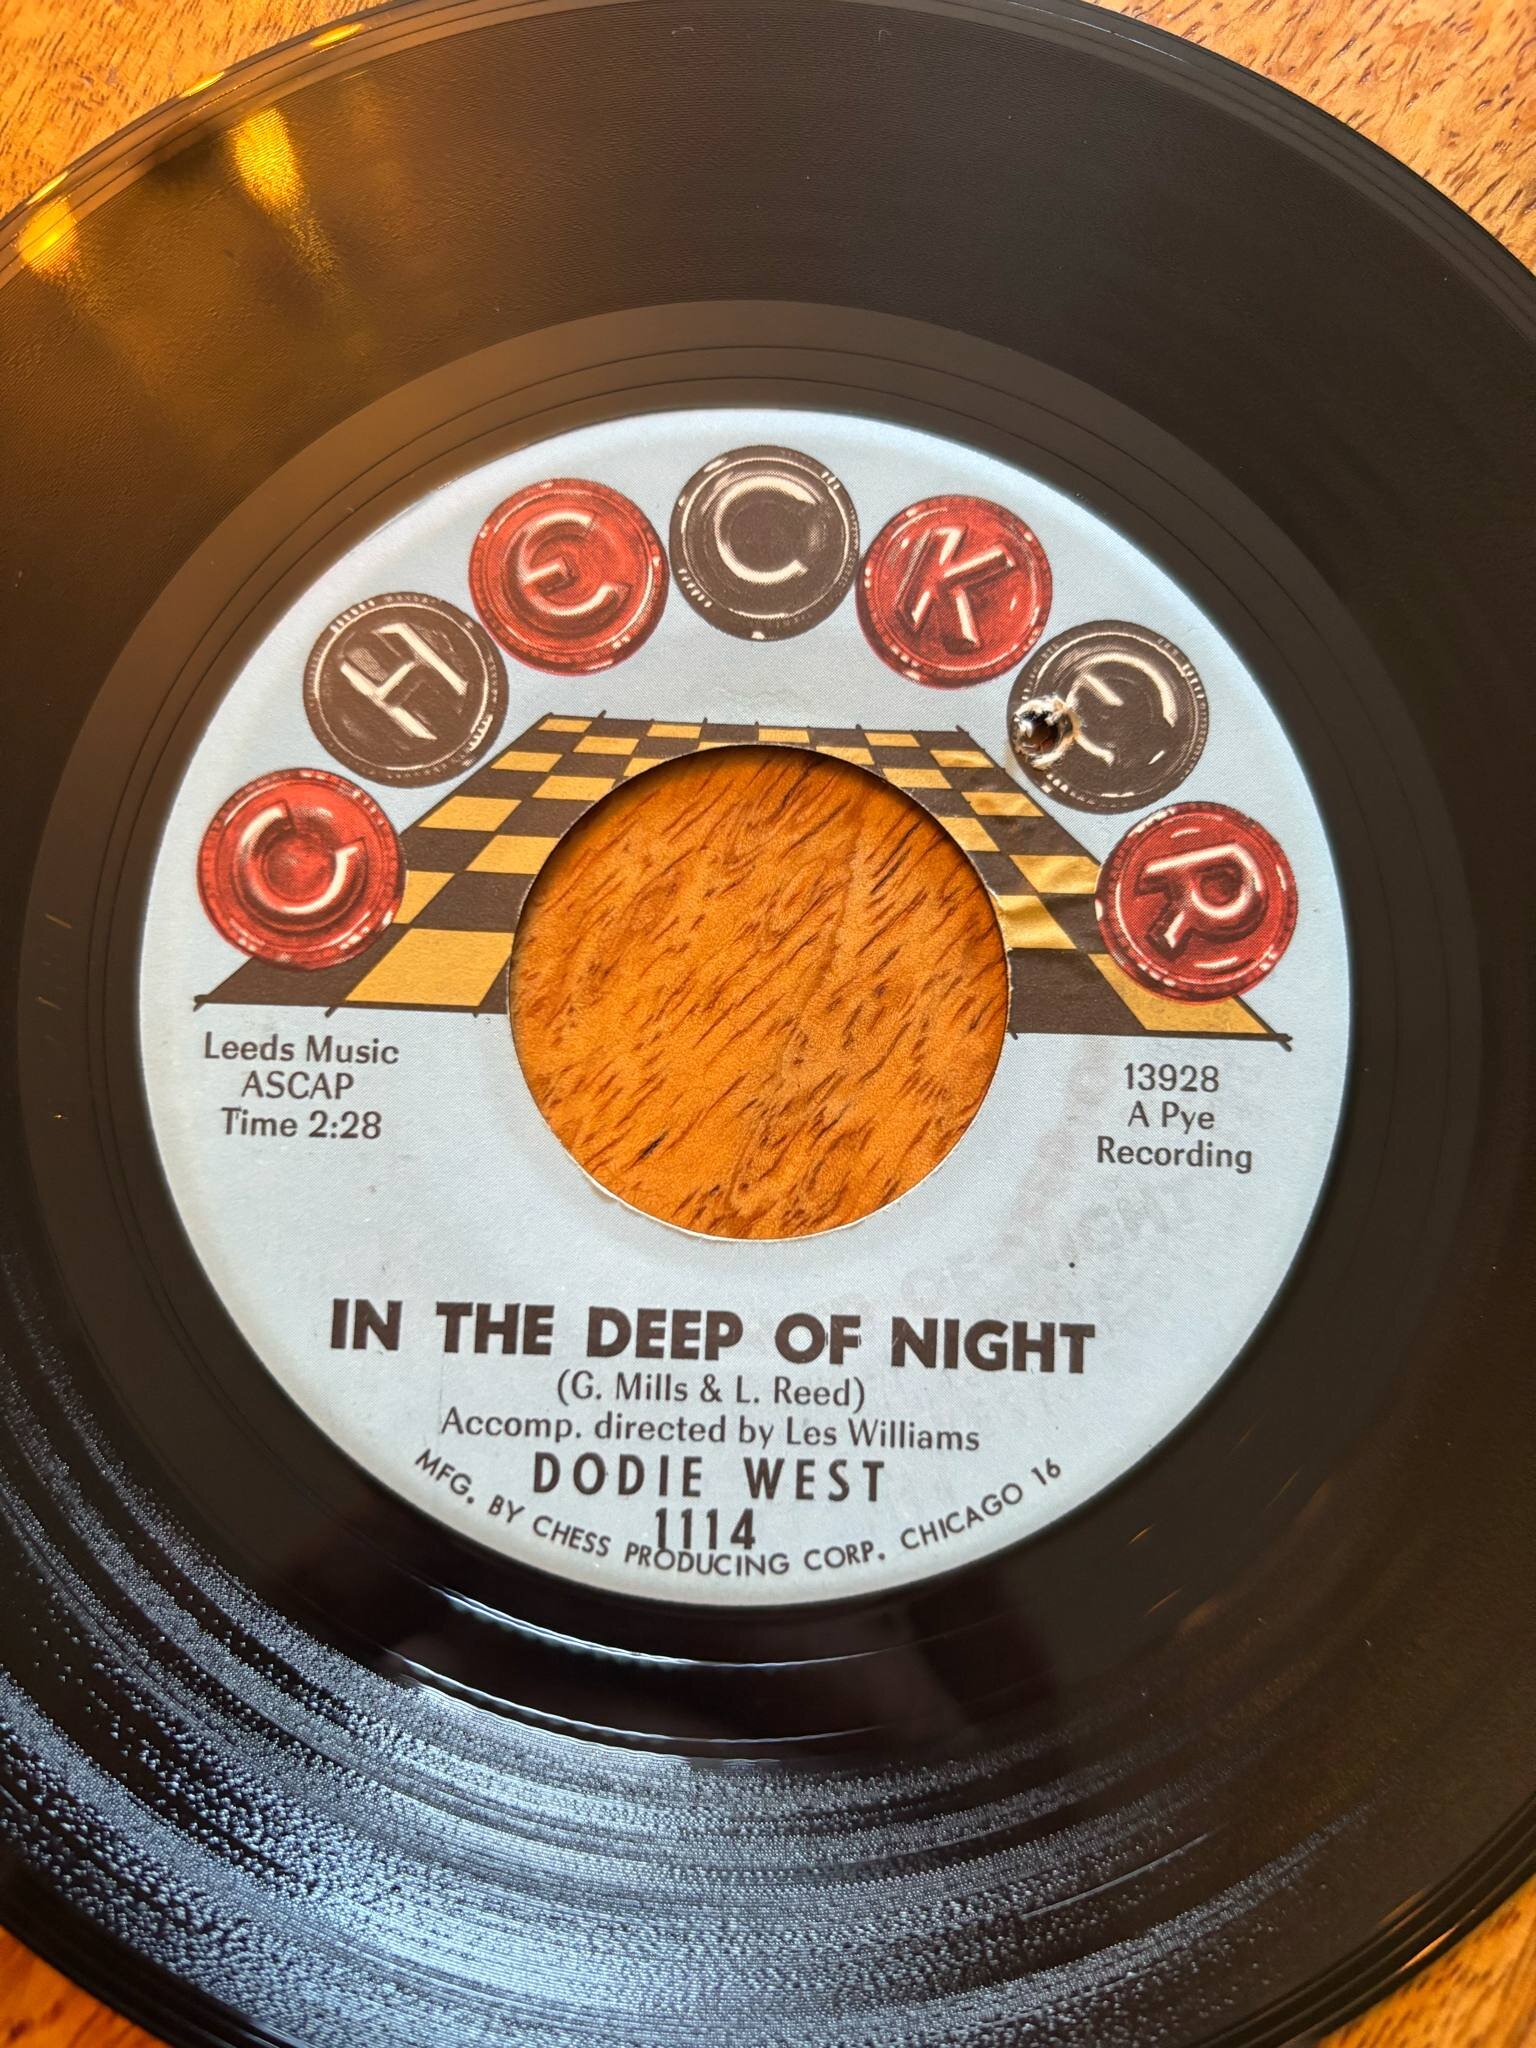 CHECKER
Leeds Music
ASCAP
Time 2:28
13928
A Pye
Recording
IN THE DEEP OF NIGHT
(G. Mills & L. Reed)
Accomp. directed by Les Williams
DODIE WEST
1114
MFG. BY CHESS PRODUCING CORP. CHICAGO 16